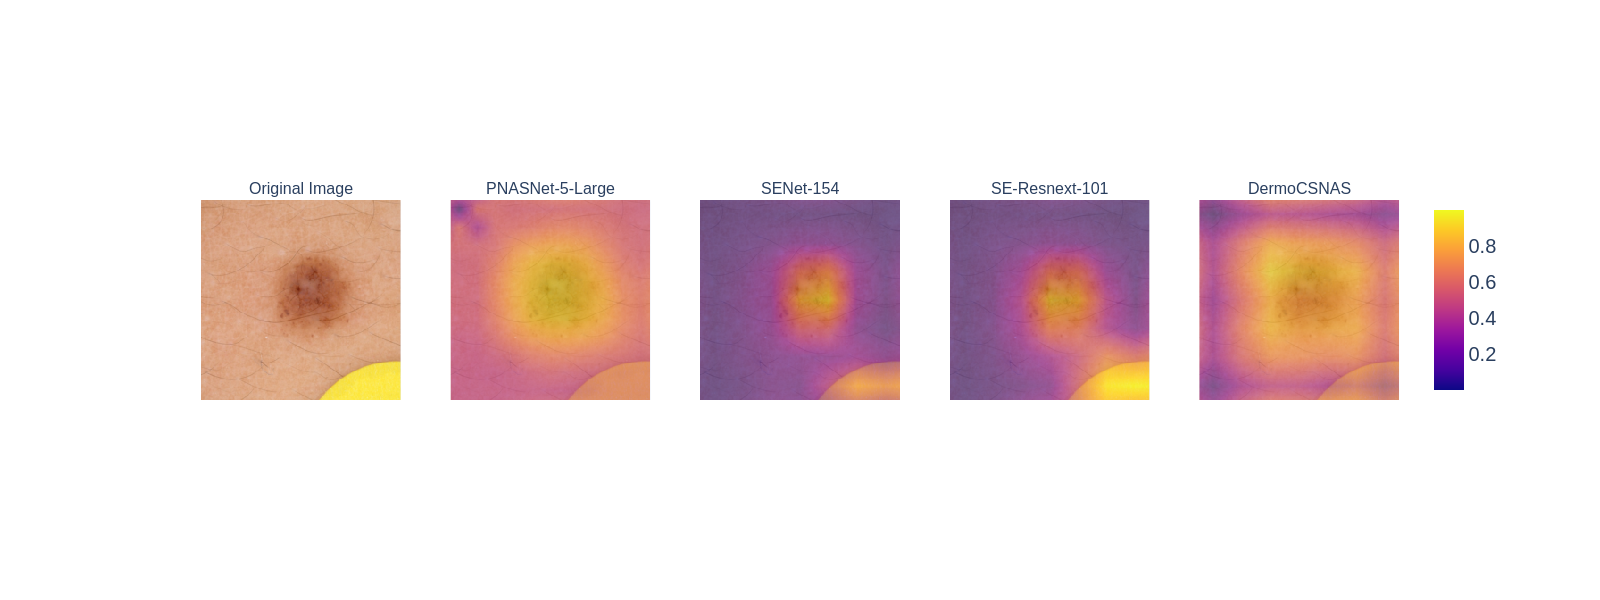 Original Image
PNASNet-5-Large
SENet-154
SE-Resnext-101
DermoCSNAS
0.8
0.6
0.4
0.2